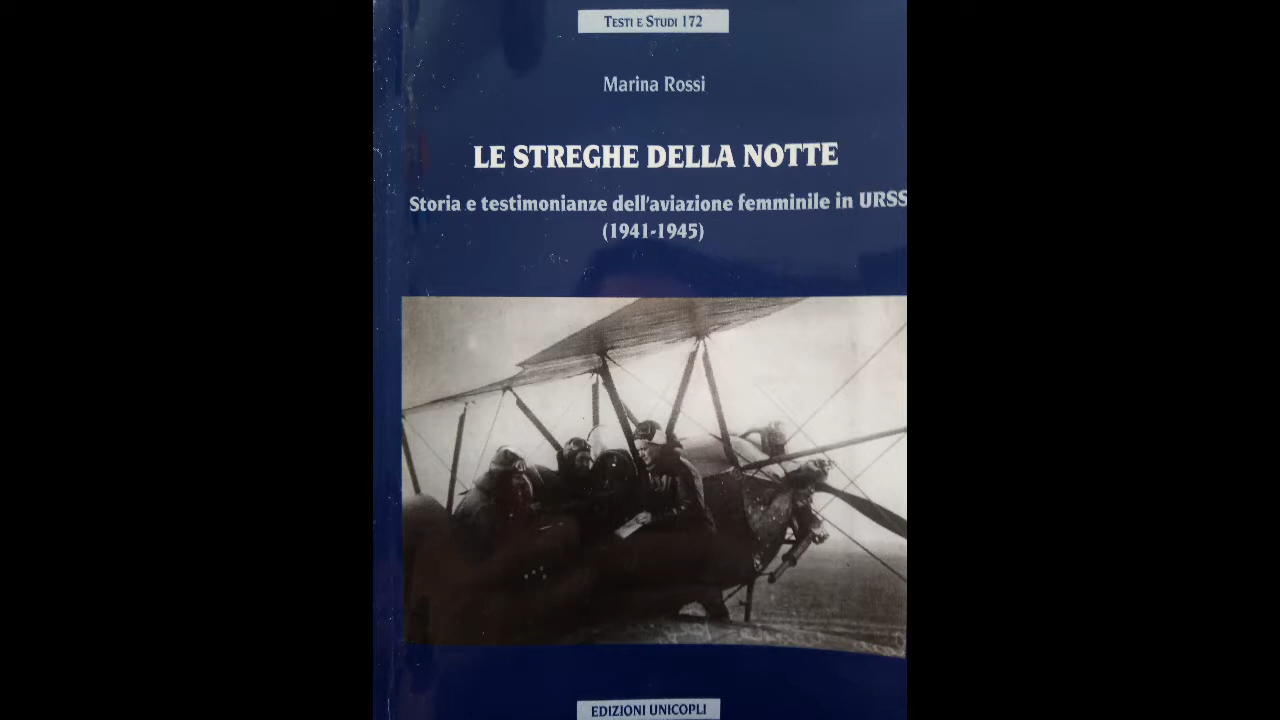 TESTI E STUDI 172
Marina Rossi
LE STREGHE DELLA NOTTE
Storia e testimonianze dell'aviazione femminile in URSS
(1941-1945)
EDIZIONI UNICOPLI